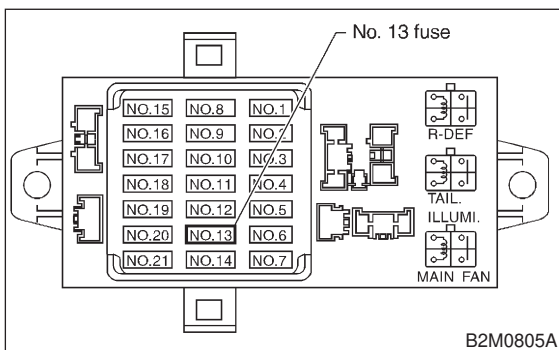 No. 13 fuse
NO.15 NO.8 NO.1
NO.16 NO.9 NO.2
NO.17 NO.10 NO.3
NO.18 NO.11 NO.4
NO.19 NO.12 NO.5
NO.20 NO.13 NO.6
NO.21 NO.14 NO.7
R-DEF
TAIL.
ILLUMI.
MAIN FAN
B2M0805A